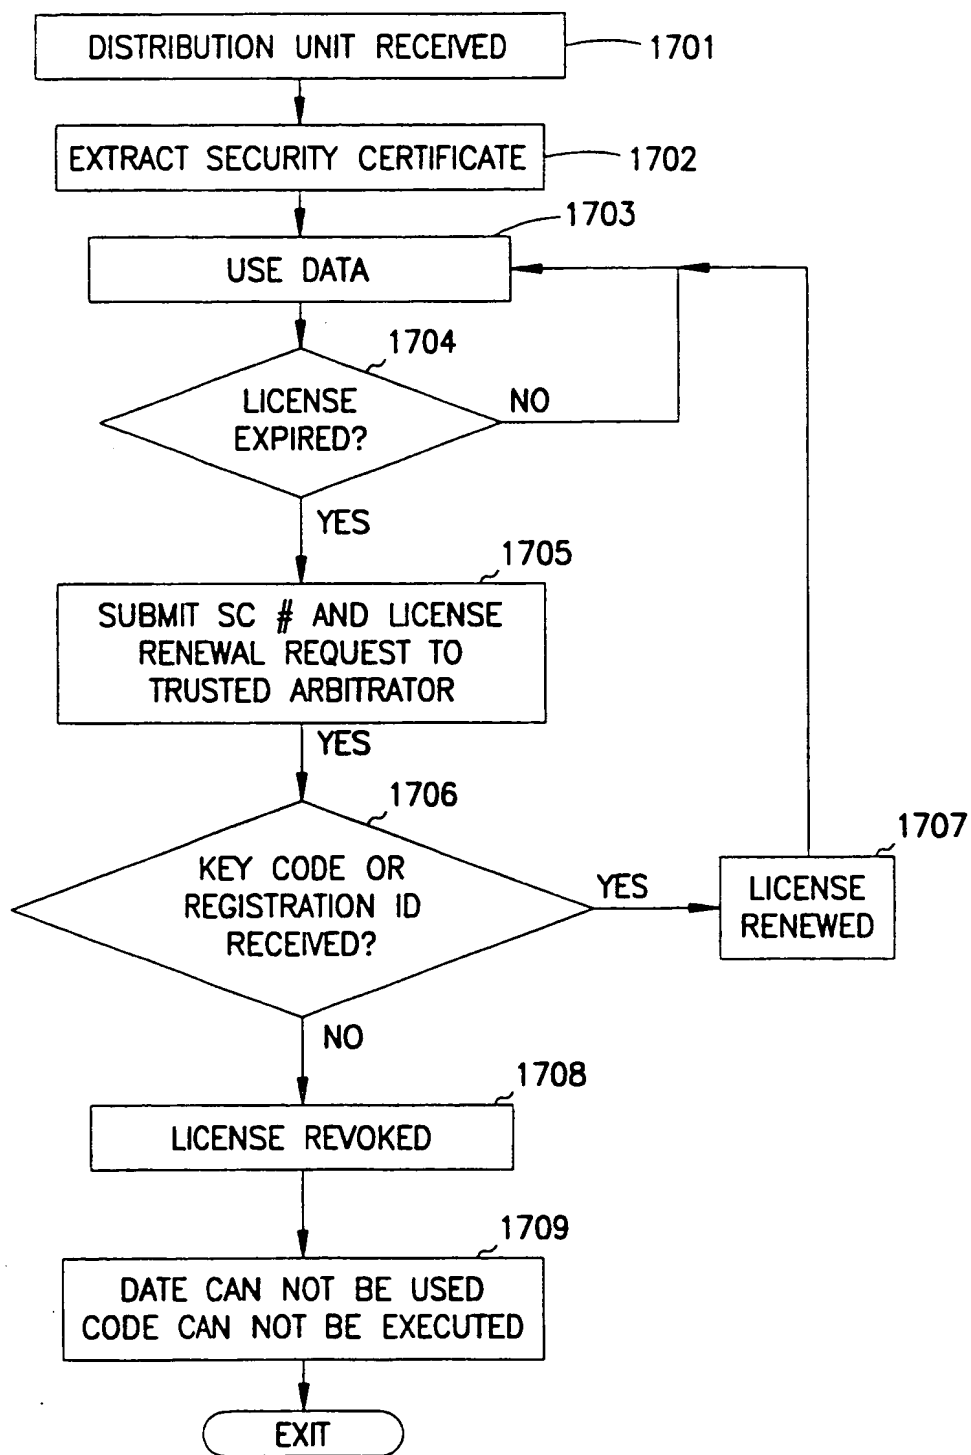 DISTRIBUTION UNIT RECEIVED
1701
EXTRACT SECURITY CERTIFICATE
1702
1703
USE DATA
1704
LICENSE
EXPIRED?
NO
YES
1705
SUBMIT SC # AND LICENSE
RENEWAL REQUEST TO
TRUSTED ARBITRATOR
YES
1706
KEY CODE OR
REGISTRATION ID
RECEIVED?
YES
1707
LICENSE
RENEWED
NO
1708
LICENSE REVOKED
1709
DATE CAN NOT BE USED
CODE CAN NOT BE EXECUTED
EXIT